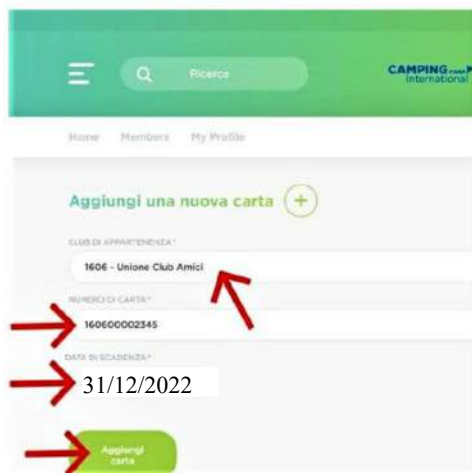 Ricerca
CAMPING CARD
International
Home Members My Profile
Aggiungi una nuova carta +
CLUB DI APPARTENENZA*
1606 - Unione Club Amici
NUMERO DI CARTA*
160600002345
DATA DI SCADENZA*
31/12/2022
Aggiungi
carta